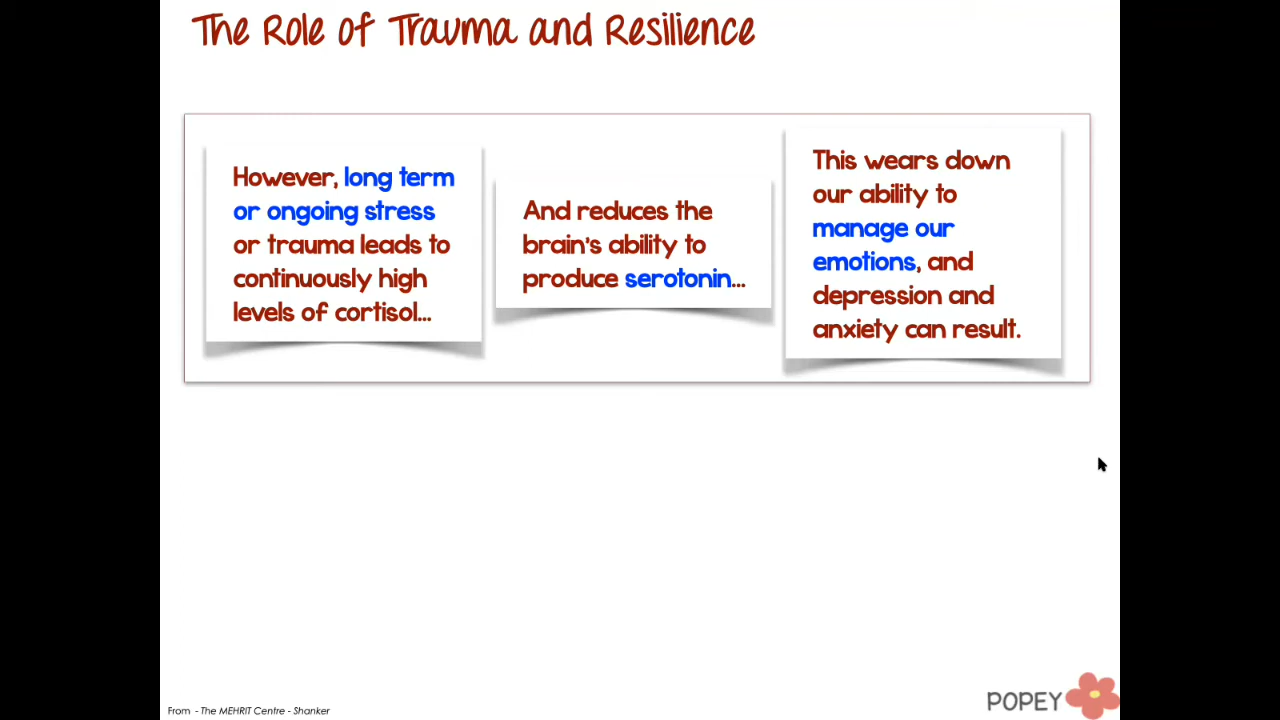 The Role of Trauma and Resilience
However, long term
or ongoing stress
or trauma leads to
continuously high
levels of cortisol...
And reduces the
brain's ability to
produce serotonin...
This wears down
our ability to
manage our
emotions, and
depression and
anxiety can result.
From - The MEHRIT Centre - Shanker
POPEY